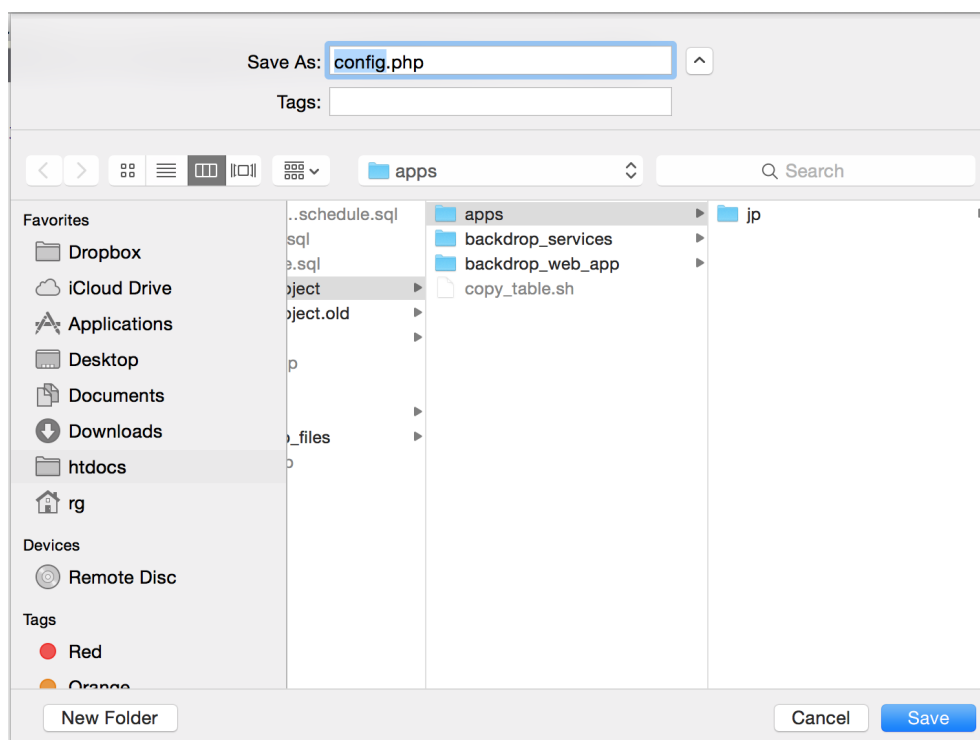 Save As: config.php
Tags:
apps
Search
Favorites
Dropbox
iCloud Drive
Applications
Desktop
Documents
Downloads
htdocs
rg
Devices
Remote Disc
Tags
Red
Orange
..schedule.sql
sql
e.sql
oject
oject.old
p
o_files
p
apps
backdrop_services
backdrop_web_app
copy_table.sh
jp
New Folder
Cancel
Save